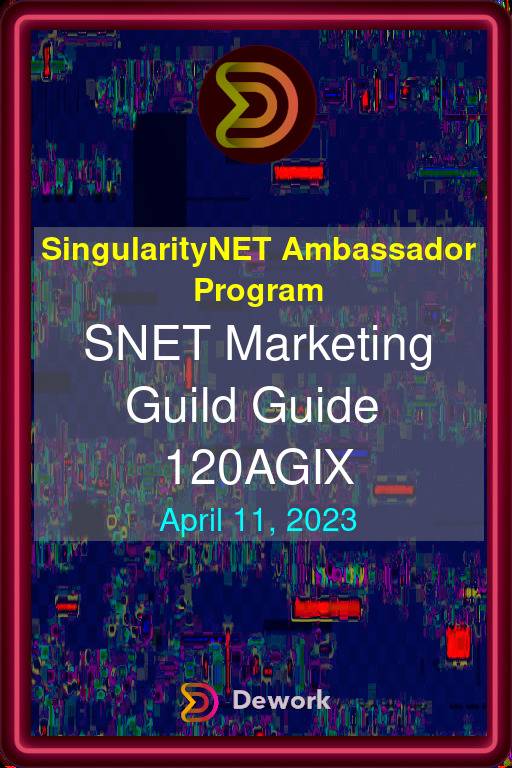 SingularityNET Ambassador
Program
SNET Marketing
Guild Guide
120AGIX
April 11, 2023
Dework